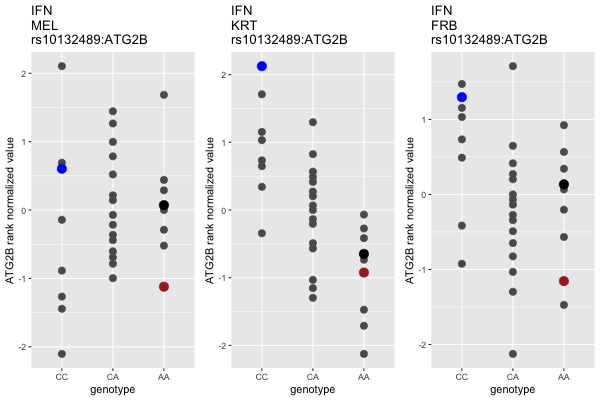 IFN
MEL
rs10132489:ATG2B
ATG2B rank normalized value
2
1
0
-1
-2
CC
CA
AA
genotype
IFN
KRT
rs10132489:ATG2B
ATG2B rank normalized value
2
1
0
-1
-2
CC
CA
AA
genotype
IFN
FRB
rs10132489:ATG2B
ATG2B rank normalized value
1
0
-1
-2
CC
CA
AA
genotype